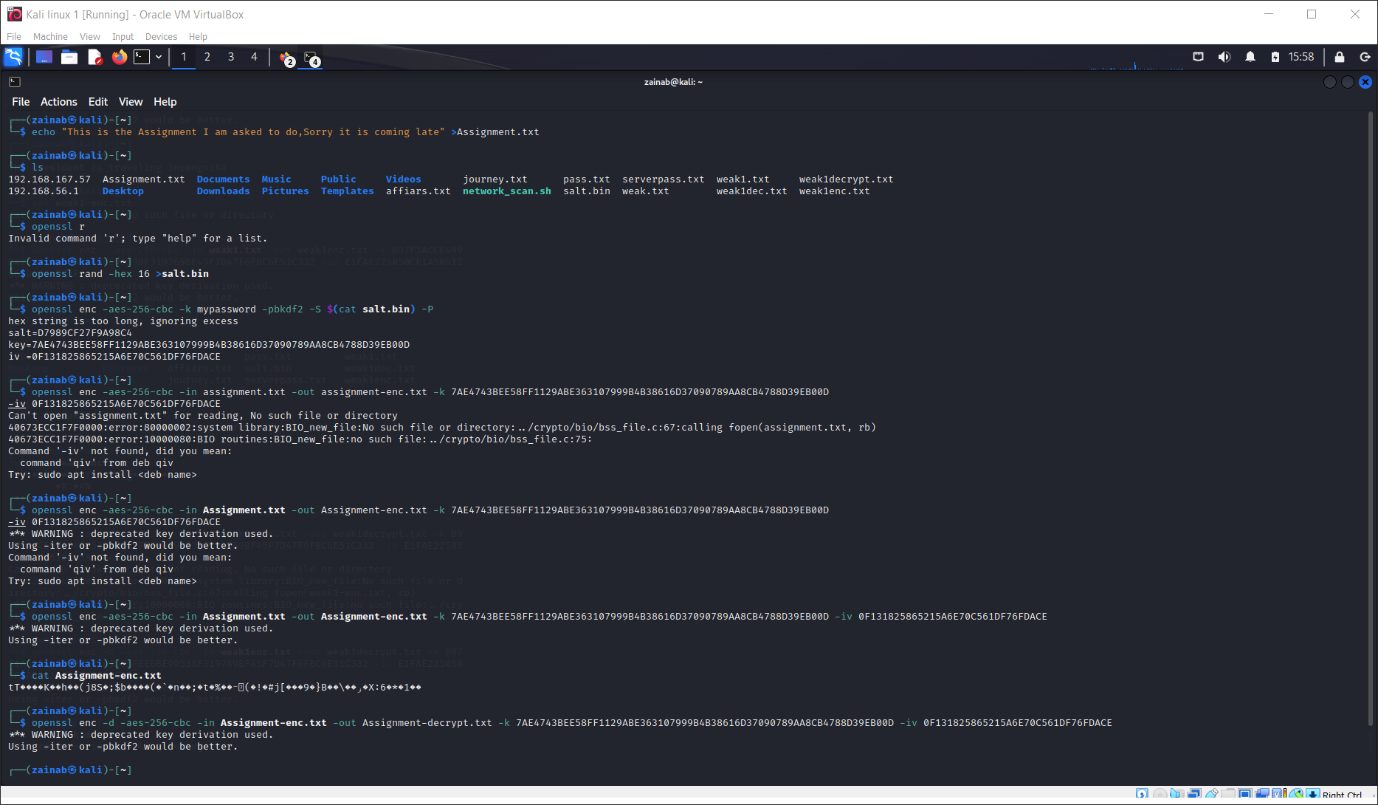 Kali linux 1 [Running] - Oracle VM VirtualBox
File Machine View Input Devices Help
1 2 3 4 2 4 15:58
zainab@kali: ~
File Actions Edit View Help
┌──(zainab㉿kali)-[~]
└─$ echo "This is the Assignment I am asked to do,Sorry it is coming late" >Assignment.txt
┌──(zainab㉿kali)-[~]
└─$ ls
192.168.167.57 Assignment.txt Documents Music Public Videos journey.txt pass.txt serverpass.txt weak1.txt weak1decrypt.txt
192.168.56.1 Desktop Downloads Pictures Templates affiars.txt network_scan.sh salt.bin weak.txt weak1dec.txt weak1enc.txt
┌──(zainab㉿kali)-[~]
└─$ openssl r
Invalid command 'r'; type "help" for a list.
┌──(zainab㉿kali)-[~]
└─$ openssl rand -hex 16 >salt.bin
┌──(zainab㉿kali)-[~]
└─$ openssl enc -aes-256-cbc -k mypassword -pbkdf2 -S $(cat salt.bin) -P
hex string is too long, ignoring excess
salt=D7989CF27F9A98C4
key=7AE4743BEE58FF1129ABE363107999B4B38616D37090789AA8CB4788D39EB00D
iv =0F131825865215A6E70C561DF76FDACE
┌──(zainab㉿kali)-[~]
└─$ openssl enc -aes-256-cbc -in assignment.txt -out assignment-enc.txt -k 7AE4743BEE58FF1129ABE363107999B4B38616D37090789AA8CB4788D39EB00D
-iv 0F131825865215A6E70C561DF76FDACE
Can't open "assignment.txt" for reading, No such file or directory
40673ECC1F7F0000:error:80000002:system library:BIO_new_file:No such file or directory:../crypto/bio/bss_file.c:67:calling fopen(assignment.txt, rb)
40673ECC1F7F0000:error:10000080:BIO routines:BIO_new_file:no such file:../crypto/bio/bss_file.c:75:
Command '-iv' not found, did you mean:
command 'qiv' from deb qiv
Try: sudo apt install <deb name>
┌──(zainab㉿kali)-[~]
└─$ openssl enc -aes-256-cbc -in Assignment.txt -out Assignment-enc.txt -k 7AE4743BEE58FF1129ABE363107999B4B38616D37090789AA8CB4788D39EB00D
-iv 0F131825865215A6E70C561DF76FDACE
*** WARNING : deprecated key derivation used.
Using -iter or -pbkdf2 would be better.
Command '-iv' not found, did you mean:
command 'qiv' from deb qiv
Try: sudo apt install <deb name>
┌──(zainab㉿kali)-[~]
└─$ openssl enc -aes-256-cbc -in Assignment.txt -out Assignment-enc.txt -k 7AE4743BEE58FF1129ABE363107999B4B38616D37090789AA8CB4788D39EB00D -iv 0F131825865215A6E70C561DF76FDACE
*** WARNING : deprecated key derivation used.
Using -iter or -pbkdf2 would be better.
┌──(zainab㉿kali)-[~]
└─$ cat Assignment-enc.txt
┌──(zainab㉿kali)-[~]
└─$ openssl enc -d -aes-256-cbc -in Assignment-enc.txt -out Assignment-decrypt.txt -k 7AE4743BEE58FF1129ABE363107999B4B38616D37090789AA8CB4788D39EB00D -iv 0F131825865215A6E70C561DF76FDACE
*** WARNING : deprecated key derivation used.
Using -iter or -pbkdf2 would be better.
┌──(zainab㉿kali)-[~]
Right Ctrl